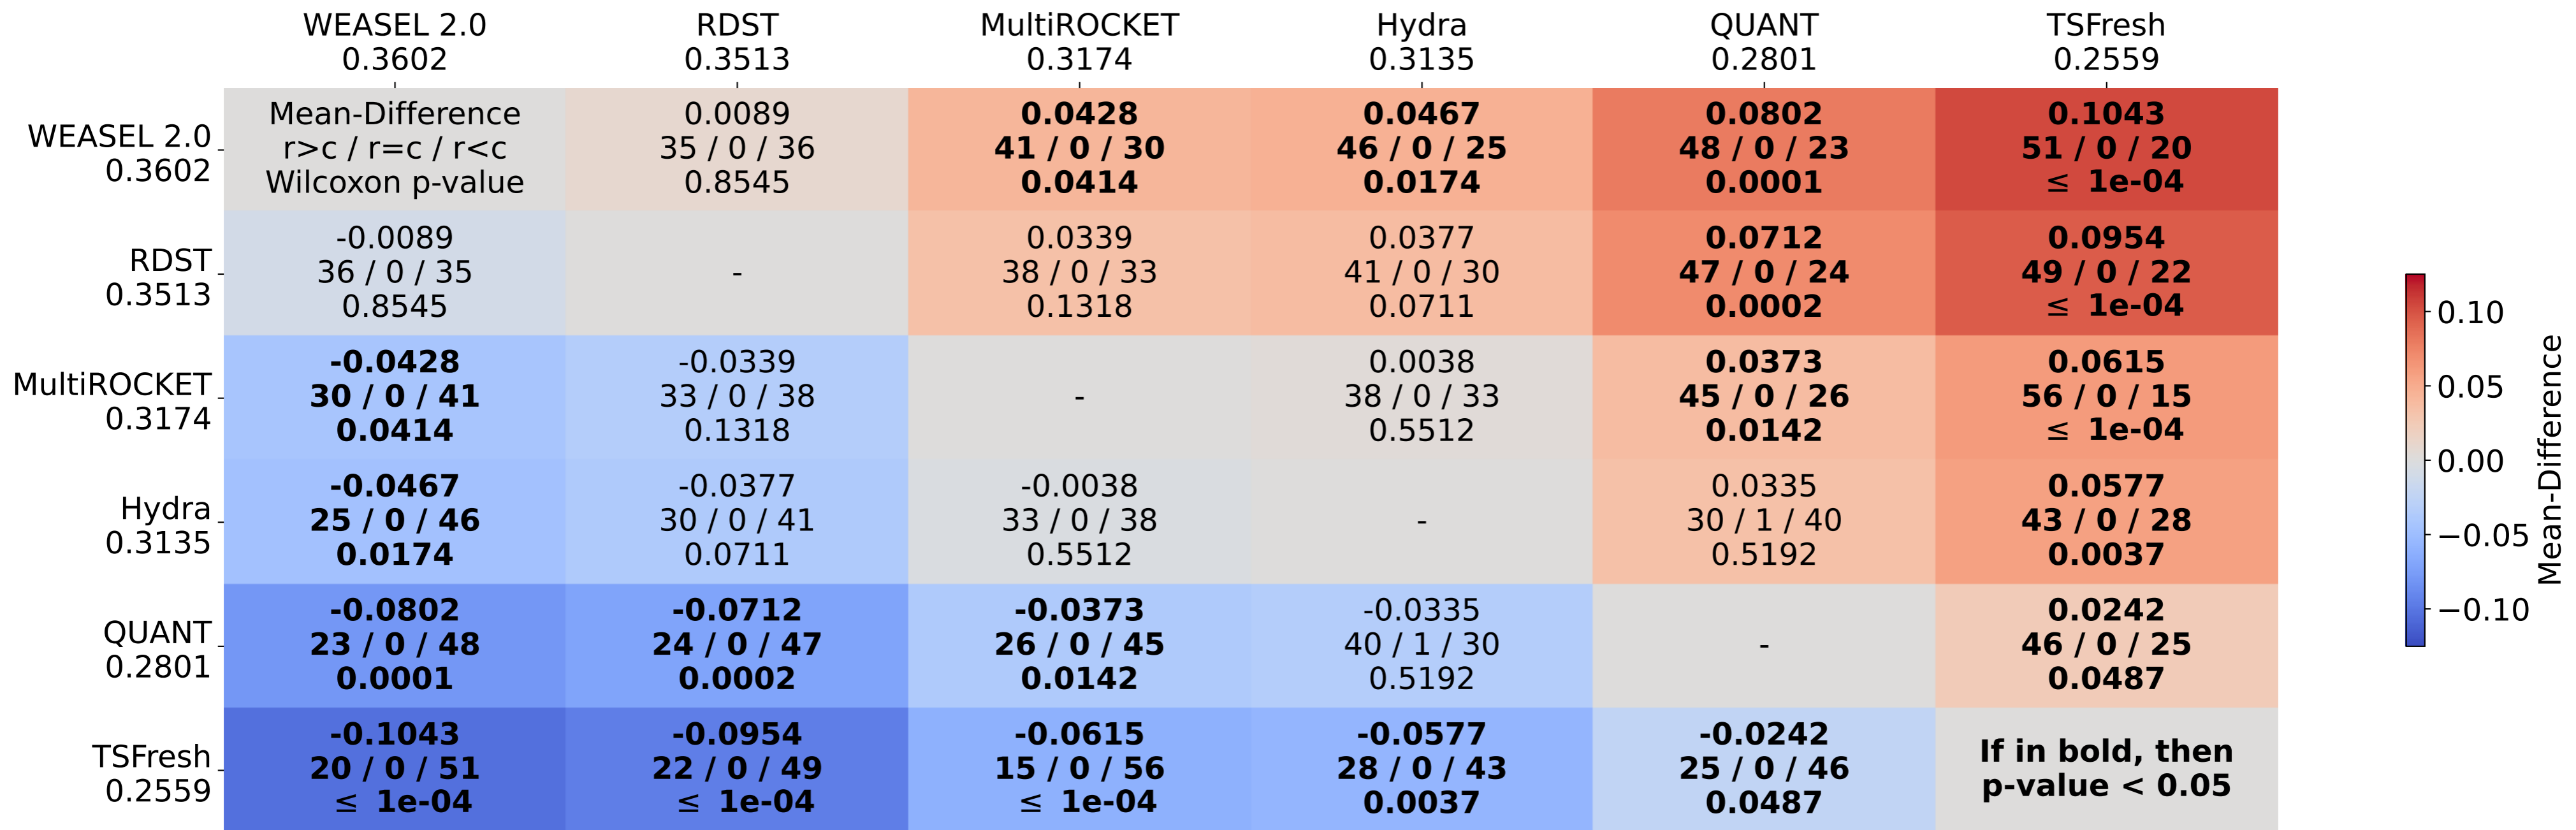 WEASEL 2.0
0.3602
RDST
0.3513
MultiROCKET
0.3174
Hydra
0.3135
QUANT
0.2801
TSFresh
0.2559
WEASEL 2.0
0.3602
Mean-Difference
r>c / r=c / r<c
Wilcoxon p-value
0.0089
35 / 0 / 36
0.8545
0.0428
41 / 0 / 30
0.0414
0.0467
46 / 0 / 25
0.0174
0.0802
48 / 0 / 23
0.0001
0.1043
51 / 0 / 20
≤ 1e-04
RDST
0.3513
-0.0089
36 / 0 / 35
0.8545
-
0.0339
38 / 0 / 33
0.1318
0.0377
41 / 0 / 30
0.0711
0.0712
47 / 0 / 24
0.0002
0.0954
49 / 0 / 22
≤ 1e-04
MultiROCKET
0.3174
-0.0428
30 / 0 / 41
0.0414
-0.0339
33 / 0 / 38
0.1318
-
0.0038
38 / 0 / 33
0.5512
0.0373
45 / 0 / 26
0.0142
0.0615
56 / 0 / 15
≤ 1e-04
Hydra
0.3135
-0.0467
25 / 0 / 46
0.0174
-0.0377
30 / 0 / 41
0.0711
-0.0038
33 / 0 / 38
0.5512
-
0.0335
30 / 1 / 40
0.5192
0.0577
43 / 0 / 28
0.0037
QUANT
0.2801
-0.0802
23 / 0 / 48
0.0001
-0.0712
24 / 0 / 47
0.0002
-0.0373
26 / 0 / 45
0.0142
-0.0335
40 / 1 / 30
0.5192
-
0.0242
46 / 0 / 25
0.0487
TSFresh
0.2559
-0.1043
20 / 0 / 51
≤ 1e-04
-0.0954
22 / 0 / 49
≤ 1e-04
-0.0615
15 / 0 / 56
≤ 1e-04
-0.0577
28 / 0 / 43
0.0037
-0.0242
25 / 0 / 46
0.0487
If in bold, then
p-value < 0.05
0.10
0.05
0.00
−0.05
−0.10
Mean-Difference